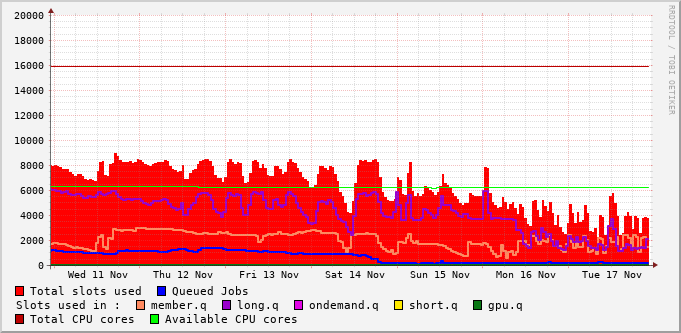 RRDTOOL / TOBI OETIKER
20000
18000
16000
14000
12000
10000
8000
6000
4000
2000
0
Wed 11 Nov Thu 12 Nov Fri 13 Nov Sat 14 Nov Sun 15 Nov Mon 16 Nov Tue 17 Nov
Total slots used Queued Jobs
Slots used in : member.q long.q ondemand.q short.q gpu.q
Total CPU cores Available CPU cores